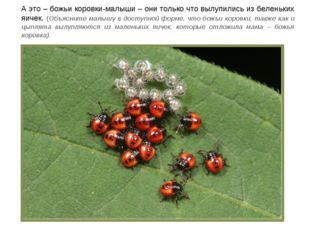 А это – божьи коровки-малыши – они только что вылупились из беленьких
яичек. (Объясните малышу в доступной форме, что божьи коровки, также как и
цыплята вылупляются из маленьких яичек, которые отложила мама – божья
коровка).